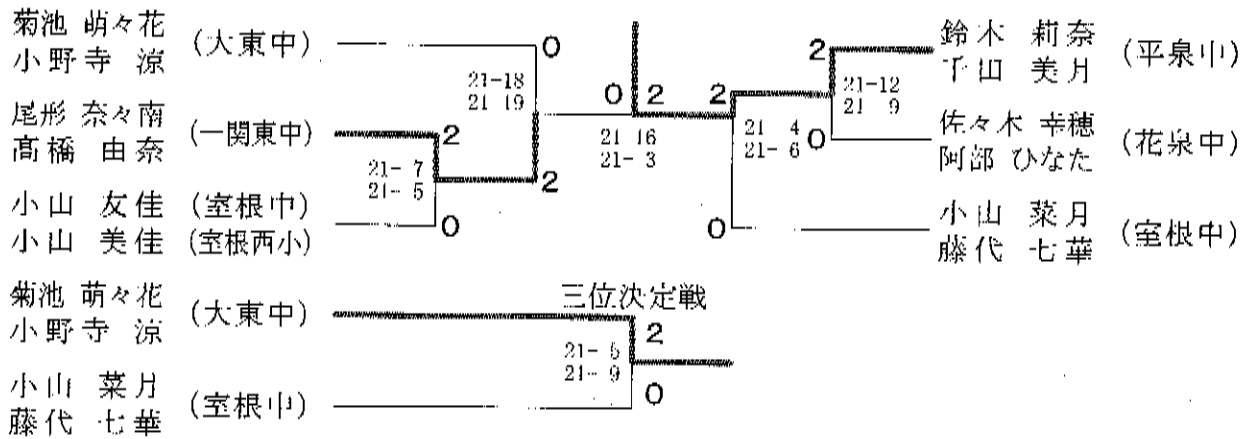 菊池 萌々花
小野寺 涼 (大東中)
0
21-18
21 19
尾形 奈々南
髙橋 由奈 (一関東中)
2
21- 7
21- 5
2
小山 友佳 (室根中)
小山 美佳 (室根西小)
0
0 2
21 16
21- 3
2
21 4
21- 6
2
21-12
21 9
鈴木 莉奈
千田 美月 (平泉中)
0
佐々木 幸穂
阿部 ひなた (花泉中)
0
小山 菜月
藤代 七華 (室根中)
三位決定戦
菊池 萌々花
小野寺 涼 (大東中)
2
21- 5
21- 9
0
小山 菜月
藤代 七華 (室根中)